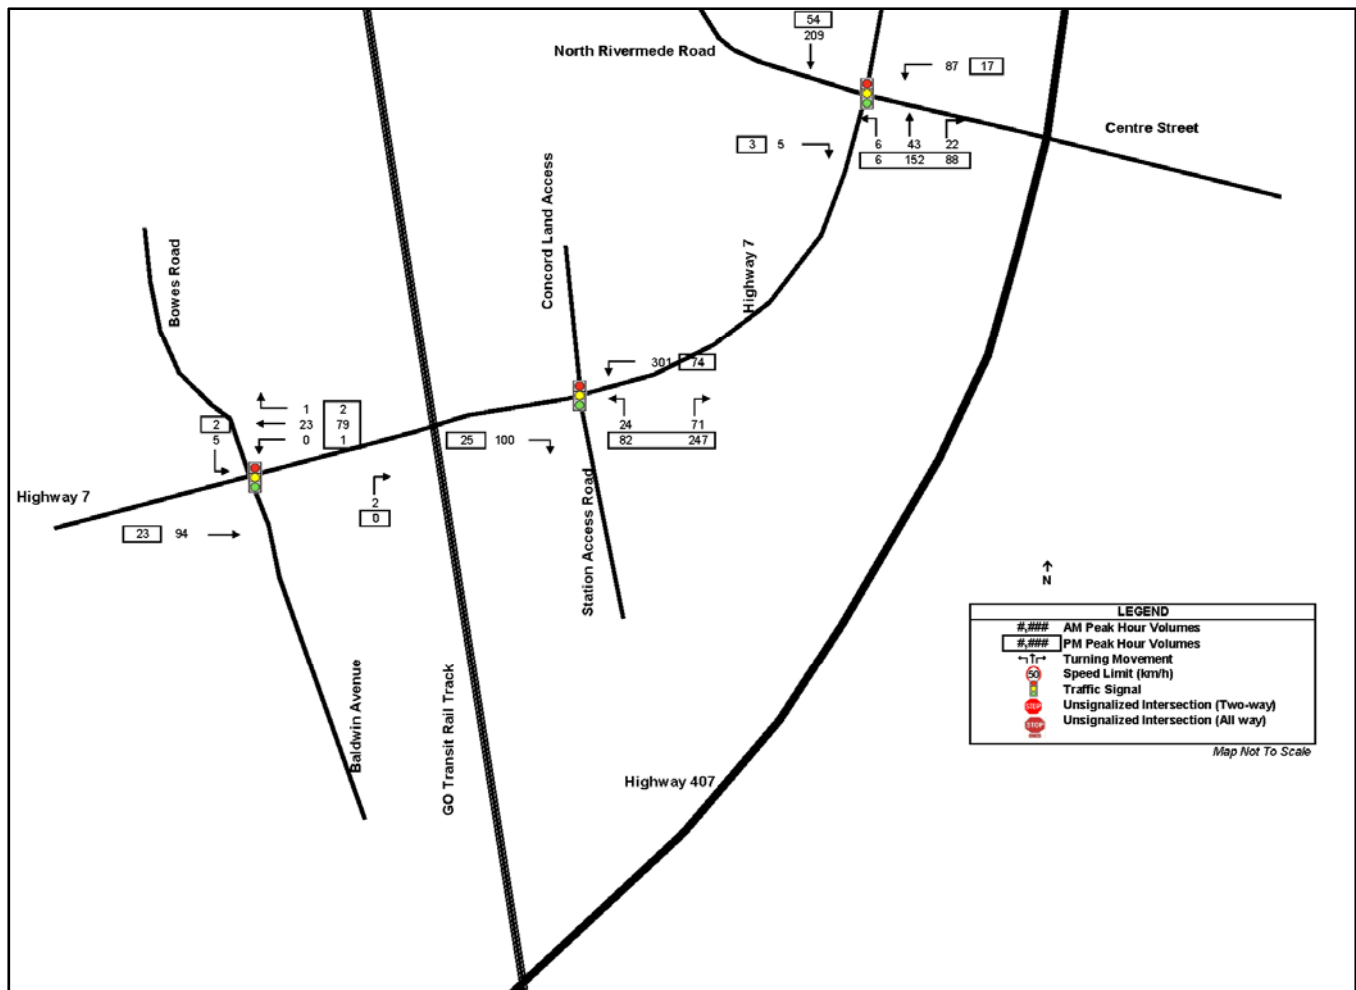 54
209
North Rivermede Road
87 17
Centre Street
3 5
6 43 22
6 152 88
Concord Land Access
Bowes Road
Highway 7
301 74
1 2
2 23 79
5 0 1
24 71
25 100
82 247
Highway 7
2
0
23 94
Station Access Road
N
LEGEND
#,### AM Peak Hour Volumes
#,### PM Peak Hour Volumes
Turning Movement
50 Speed Limit (km/h)
Traffic Signal
STOP Unsignalized Intersection (Two-way)
STOP Unsignalized Intersection (All way)
Map Not To Scale
Baldwin Avenue
GO Transit Rail Track
Highway 407